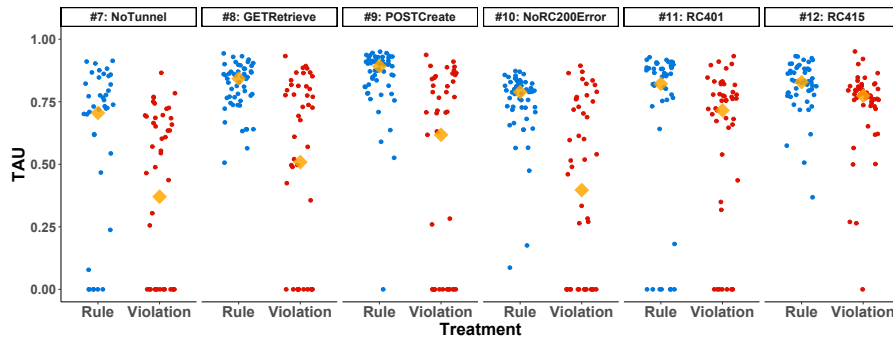 #7: NoTunnel #8: GETRetrieve #9: POSTCreate #10: NoRC200Error #11: RC401 #12: RC415
1.00
0.75
0.50
0.25
0.00
TAU
Rule Violation Rule Violation Rule Violation Rule Violation Rule Violation Rule Violation
Treatment